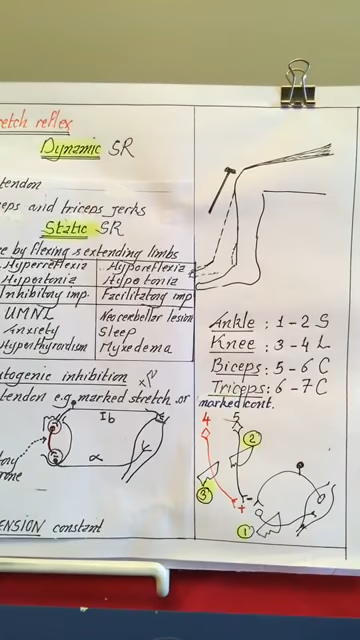 etch reflex
Dynamic SR
tendon
eps and triceps jerks
Static SR
e by flexing & extending limbs
Hyperreflexia Hyporeflexia
Hypertonia Hypotonia
Inhibitory imp. Facilitatory imp
UMNL Neocerebellar lesion
Anxiety Sleep
Hyperthyroidism Myxedema
utogenic inhibition
tendon e.g marked stretch or marked cont.
Ib
α
tory
rone
ENSION constant
Ankle : 1-2 S
Knee : 3-4 L
Biceps : 5-6 C
Triceps : 6-7 C
4 5
2
3
+ -
1